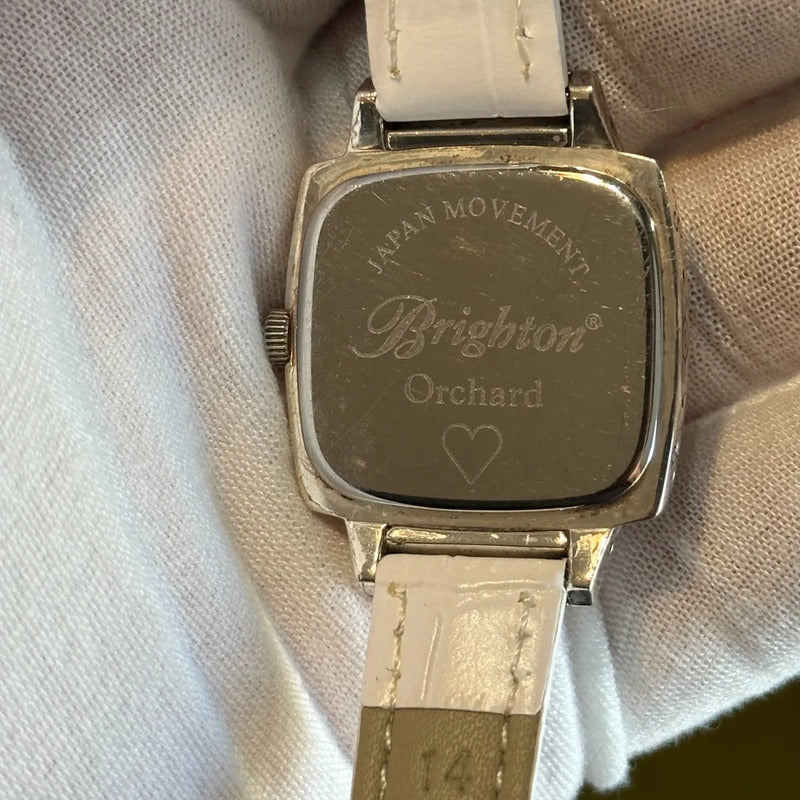 JAPAN MOVEMENT
Brighton®
Orchard
14